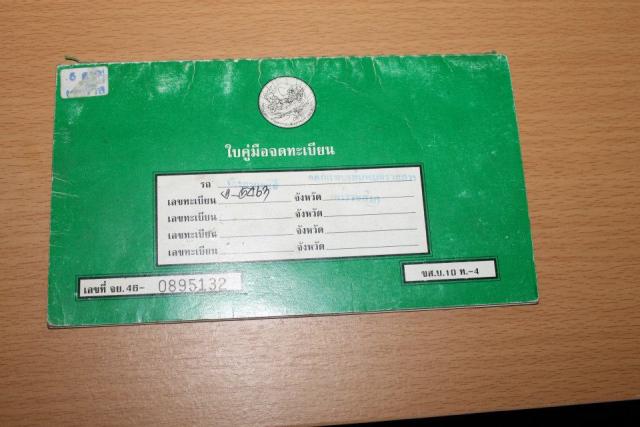 ใบคู่มือจดทะเบียน
รถ
เลขทะเบียน จังหวัด
เลขทะเบียน จังหวัด
เลขทะเบียน จังหวัด
เลขทะเบียน จังหวัด
เลขที่ จย. 46- 0895132
ขส.บ.10 ท.-4